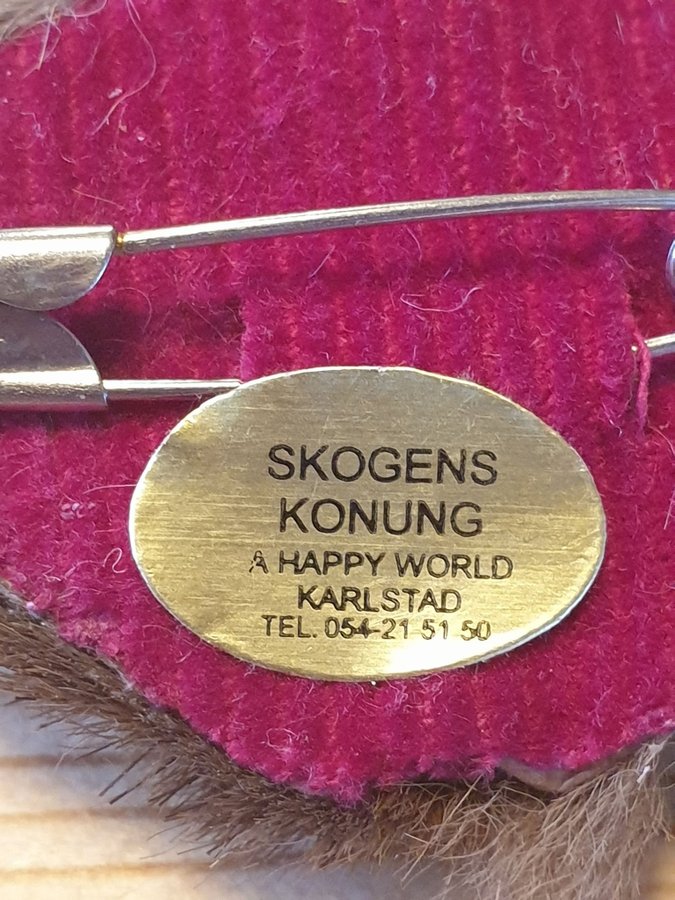 SKOGENS
KONUNG
A HAPPY WORLD
KARLSTAD
TEL. 054-21 51 50